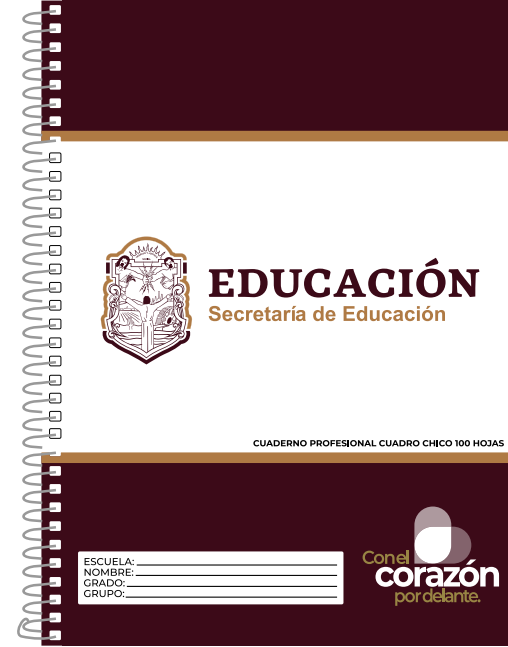 EDUCACIÓN
Secretaría de Educación
CUADERNO PROFESIONAL CUADRO CHICO 100 HOJAS
ESCUELA:
NOMBRE:
GRADO:
GRUPO:
Con el
corazón
por delante.